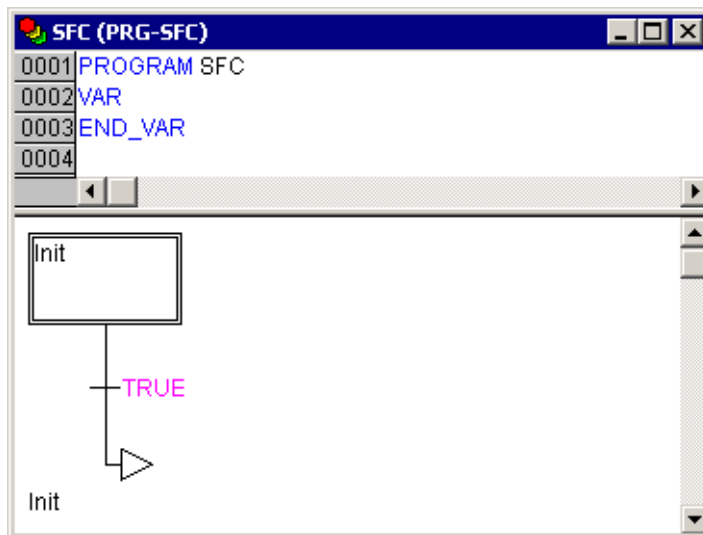 SFC (PRG-SFC)
0001 PROGRAM SFC
0002 VAR
0003 END_VAR
0004
Init
TRUE
Init